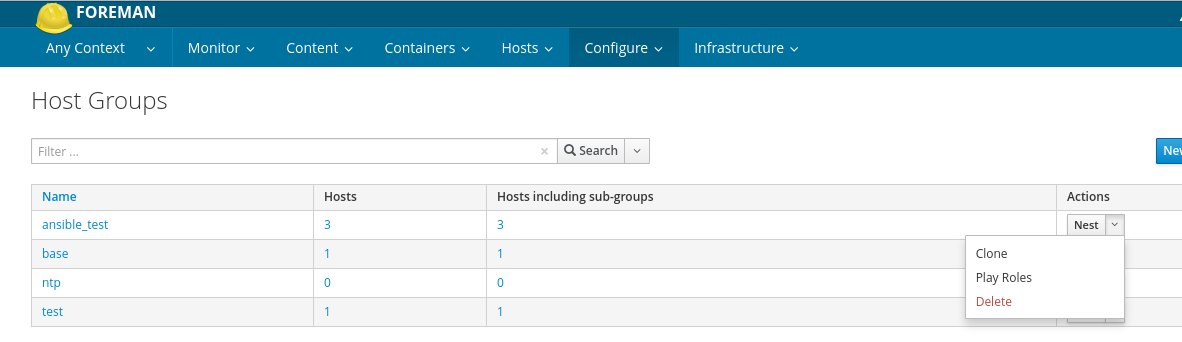 FOREMAN
Any Context Monitor Content Containers Hosts Configure Infrastructure
Host Groups
Filter ... × Search
Name Hosts Hosts including sub-groups Actions
ansible_test 3 3 Nest
base 1 1
Clone
ntp 0 0
Play Roles
Delete
test 1 1